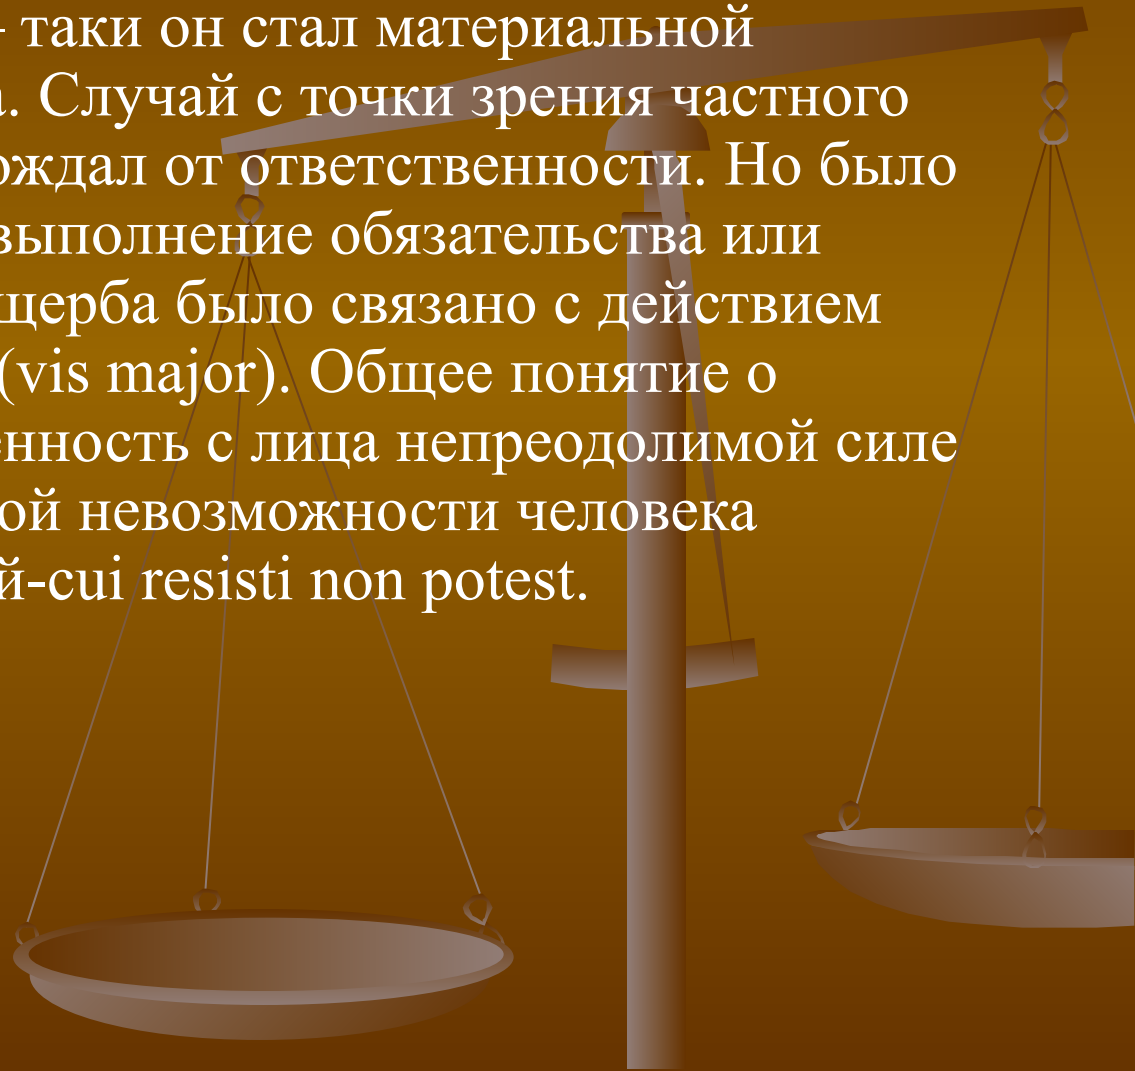 - таки он стал материальной
а. Случай с точки зрения частного
ождал от ответственности. Но было
выполнение обязательства или
щерба было связано с действием
(vis major). Общее понятие о
енность с лица непреодолимой силе
ой невозможности человека
й-cui resisti non potest.